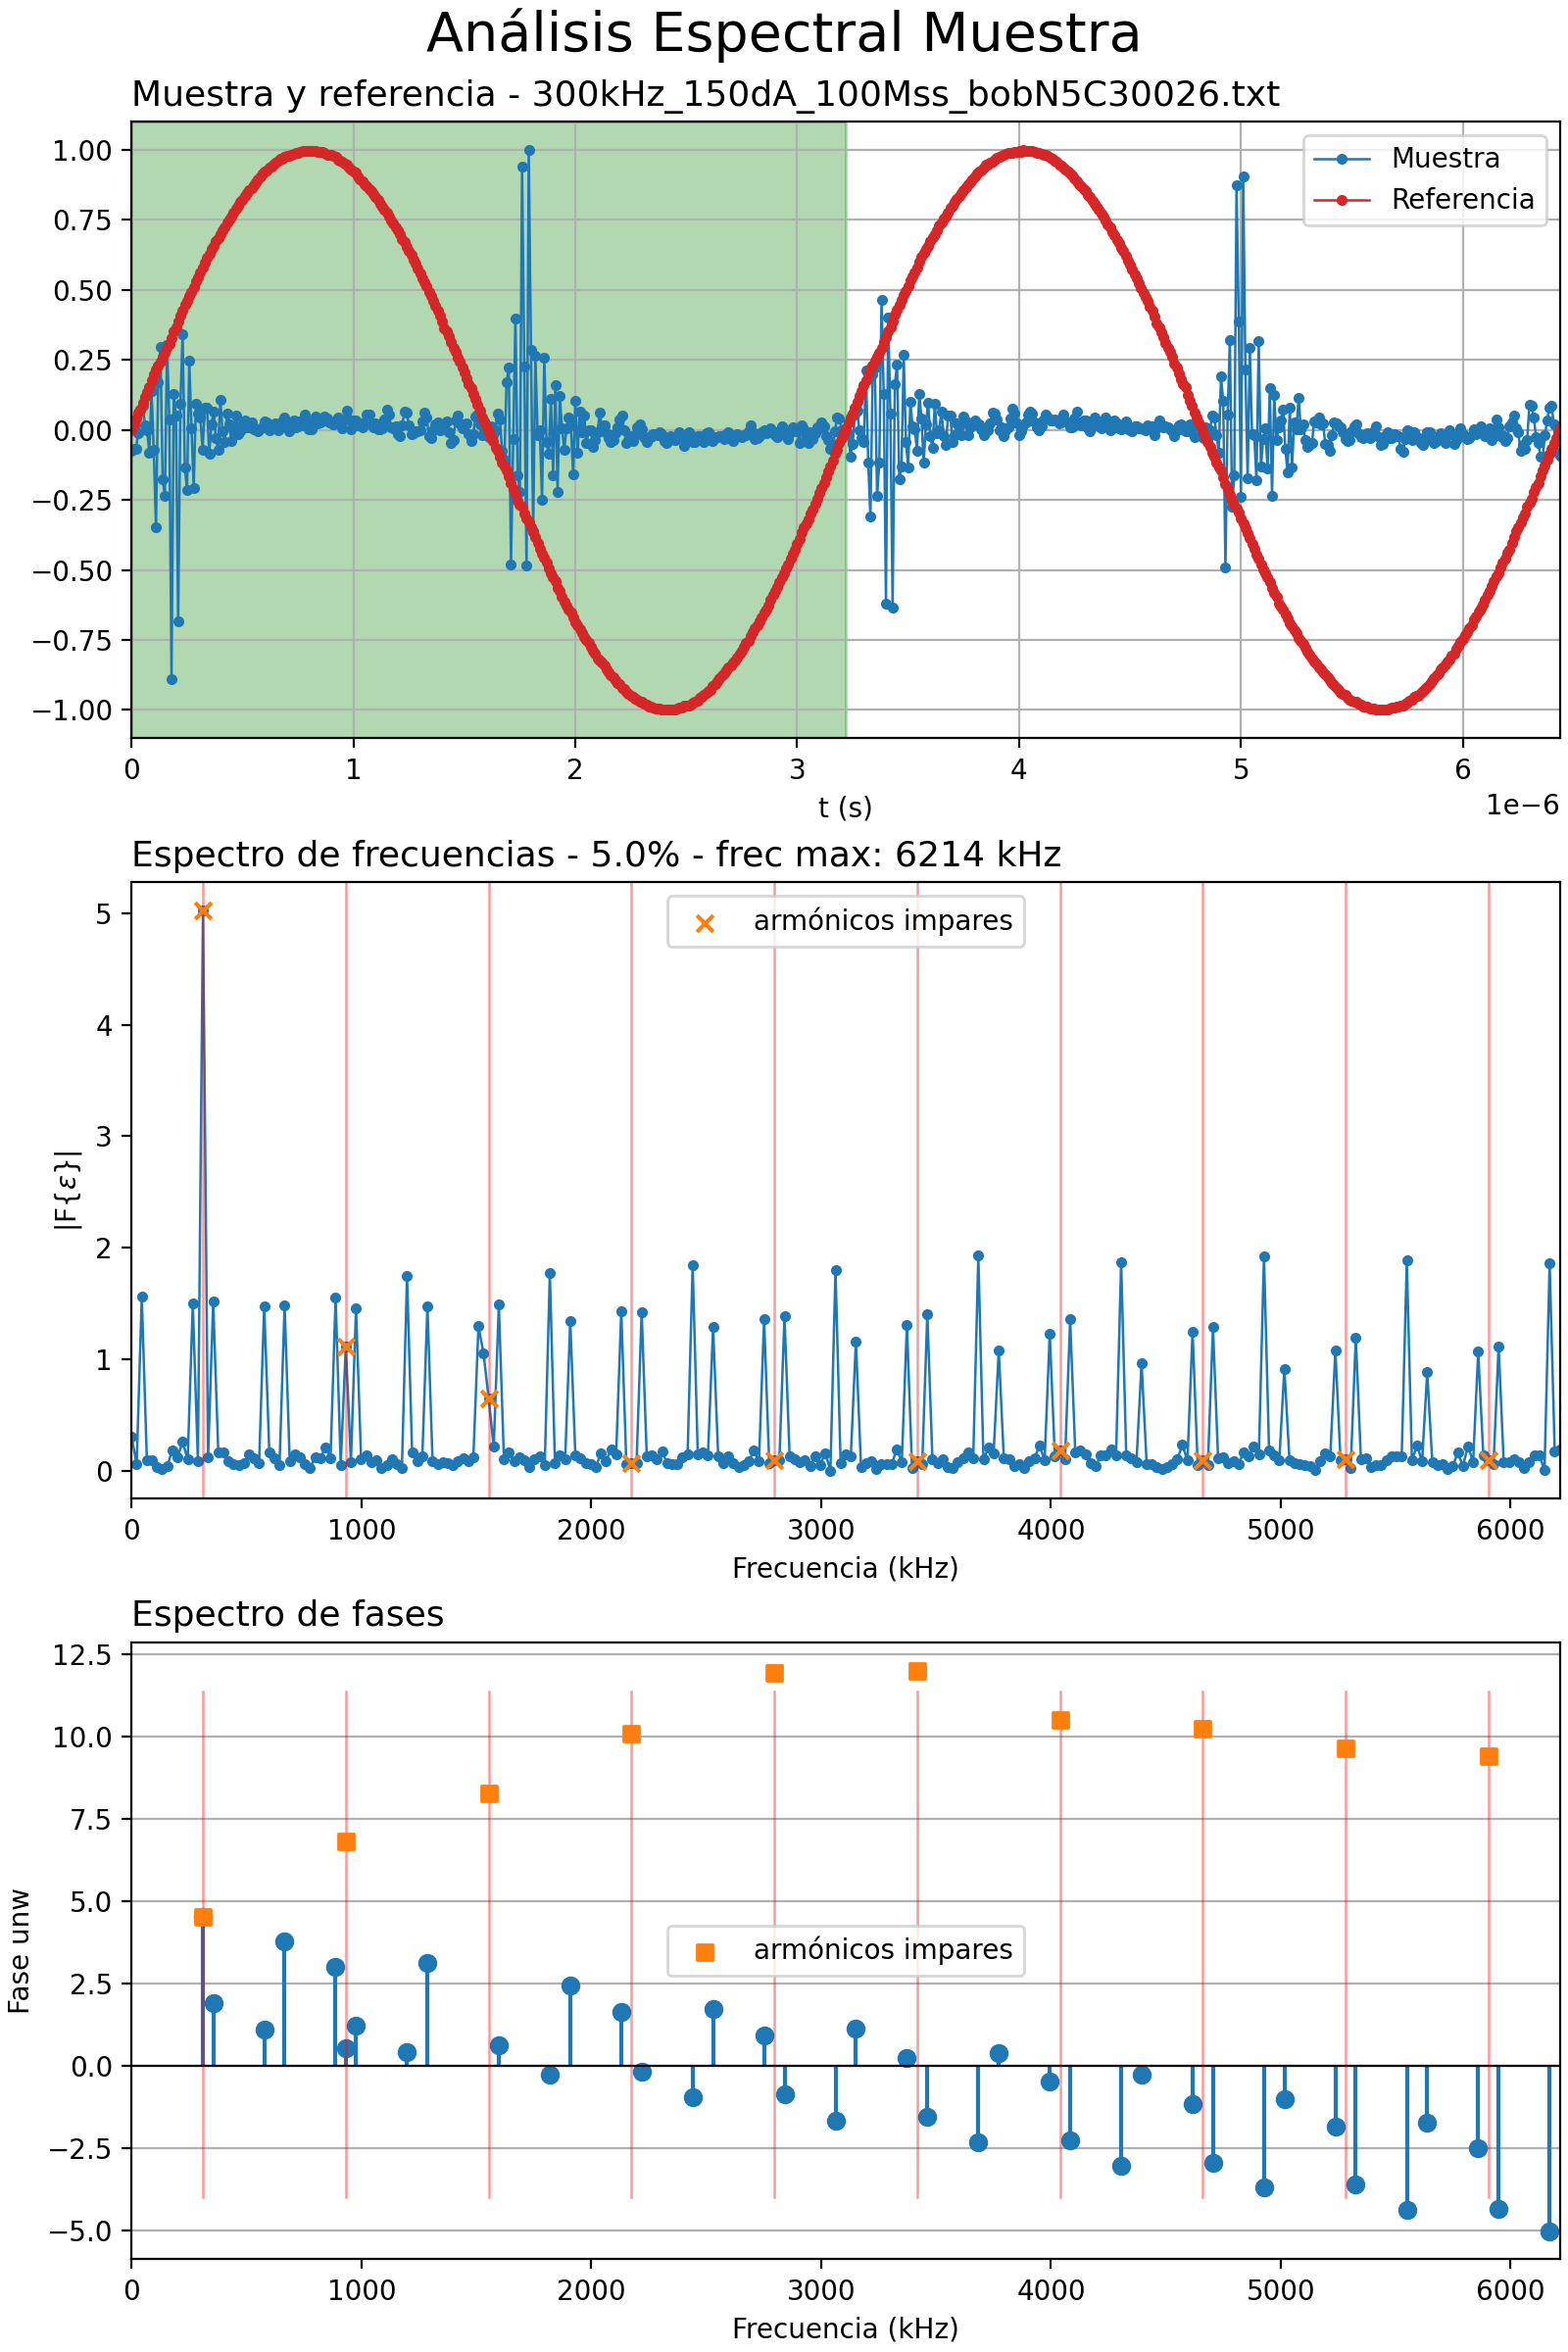 Análisis Espectral Muestra
Muestra y referencia - 300kHz_150dA_100Mss_bobN5C30026.txt
Muestra
Referencia
1.00
0.75
0.50
0.25
0.00
−0.25
−0.50
−0.75
−1.00
0 1 2 3 4 5 6
t (s)
1e−6
Espectro de frecuencias - 5.0% - frec max: 6214 kHz
armónicos impares
5
4
3
2
1
0
|F{ε}|
0 1000 2000 3000 4000 5000 6000
Frecuencia (kHz)
Espectro de fases
12.5
10.0
7.5
5.0
2.5
0.0
−2.5
−5.0
Fase unw
armónicos impares
0 1000 2000 3000 4000 5000 6000
Frecuencia (kHz)